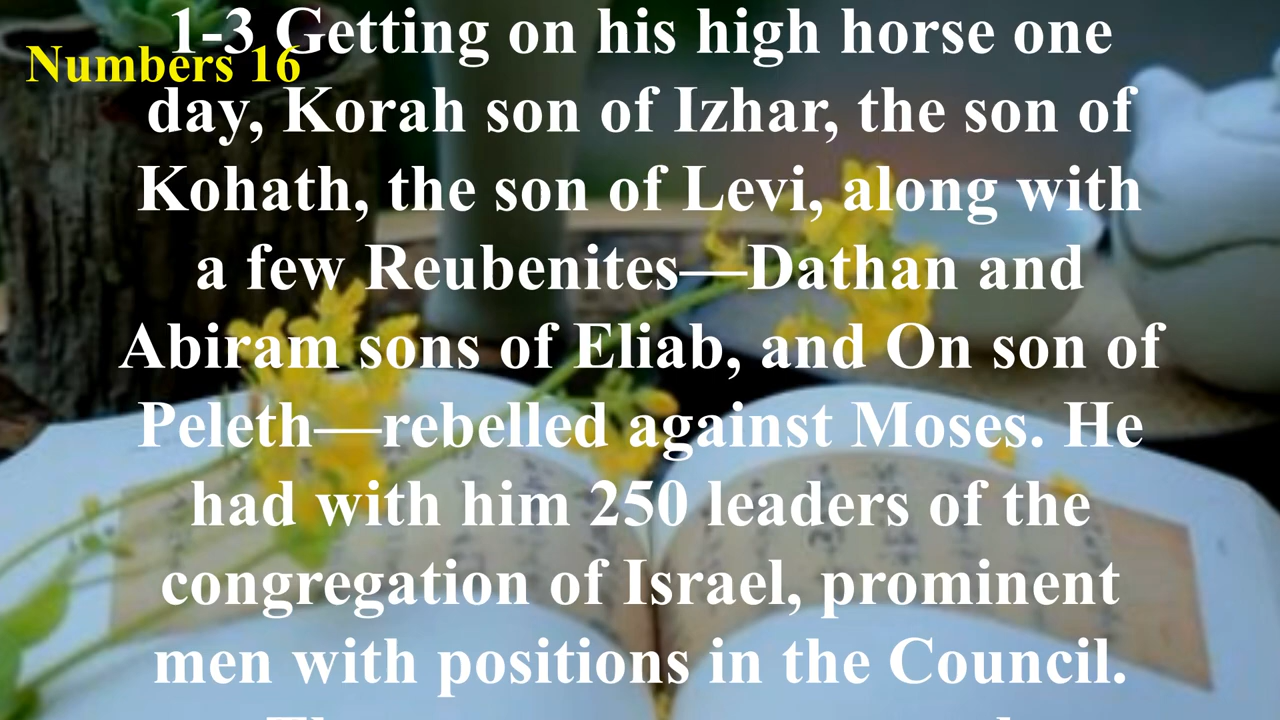 1-3 Getting on his high horse one
Numbers 16
day, Korah son of Izhar, the son of
Kohath, the son of Levi, along with
a few Reubenites—Dathan and
Abiram sons of Eliab, and On son of
Peleth—rebelled against Moses. He
had with him 250 leaders of the
congregation of Israel, prominent
men with positions in the Council.